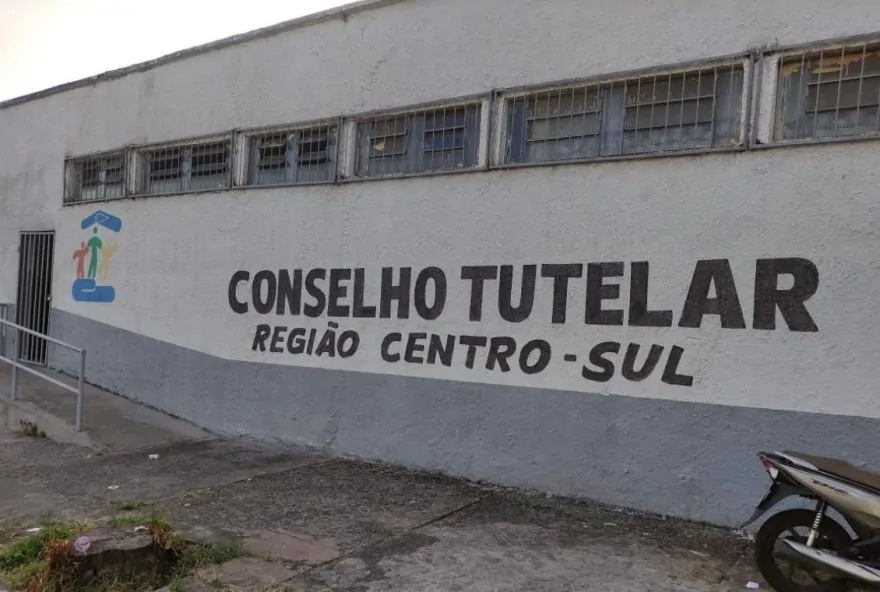 CONSELHO TUTELAR
REGIÃO CENTRO-SUL